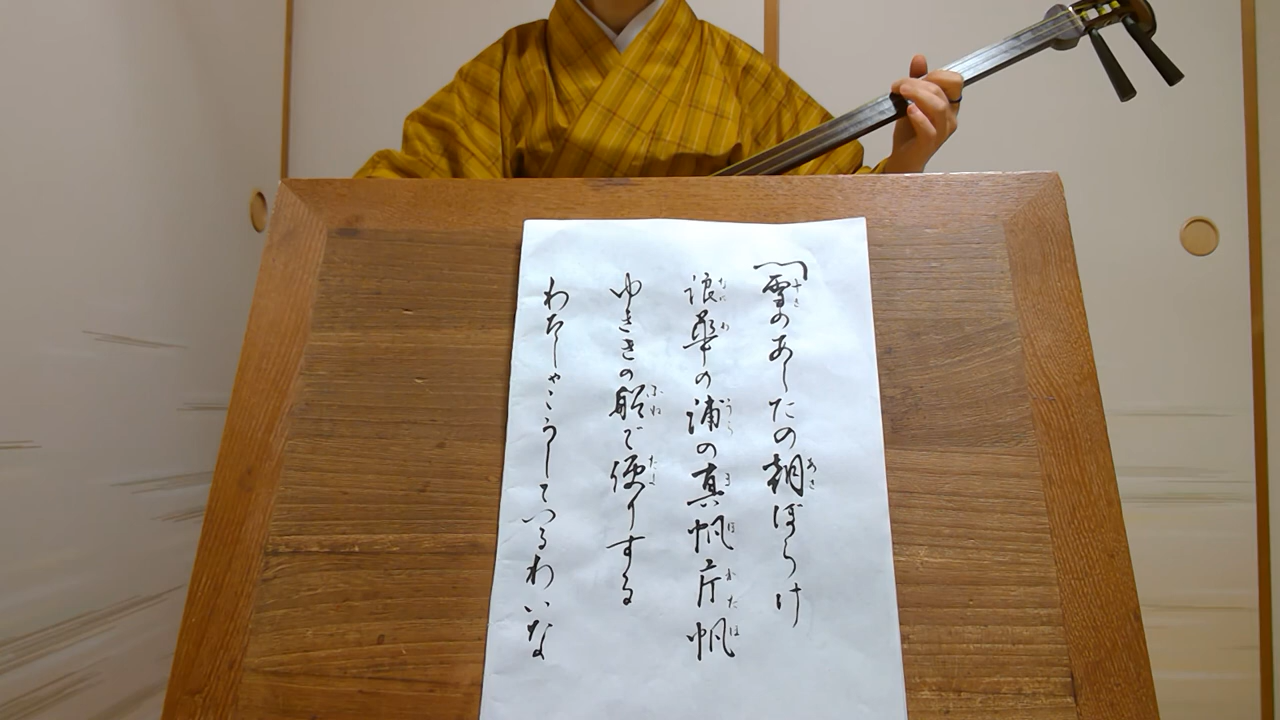 〽雪のあしたの朝ぼらけ
浪華の浦の真帆片帆
ゆききの船で便りする
わたしゃこうしているわいな